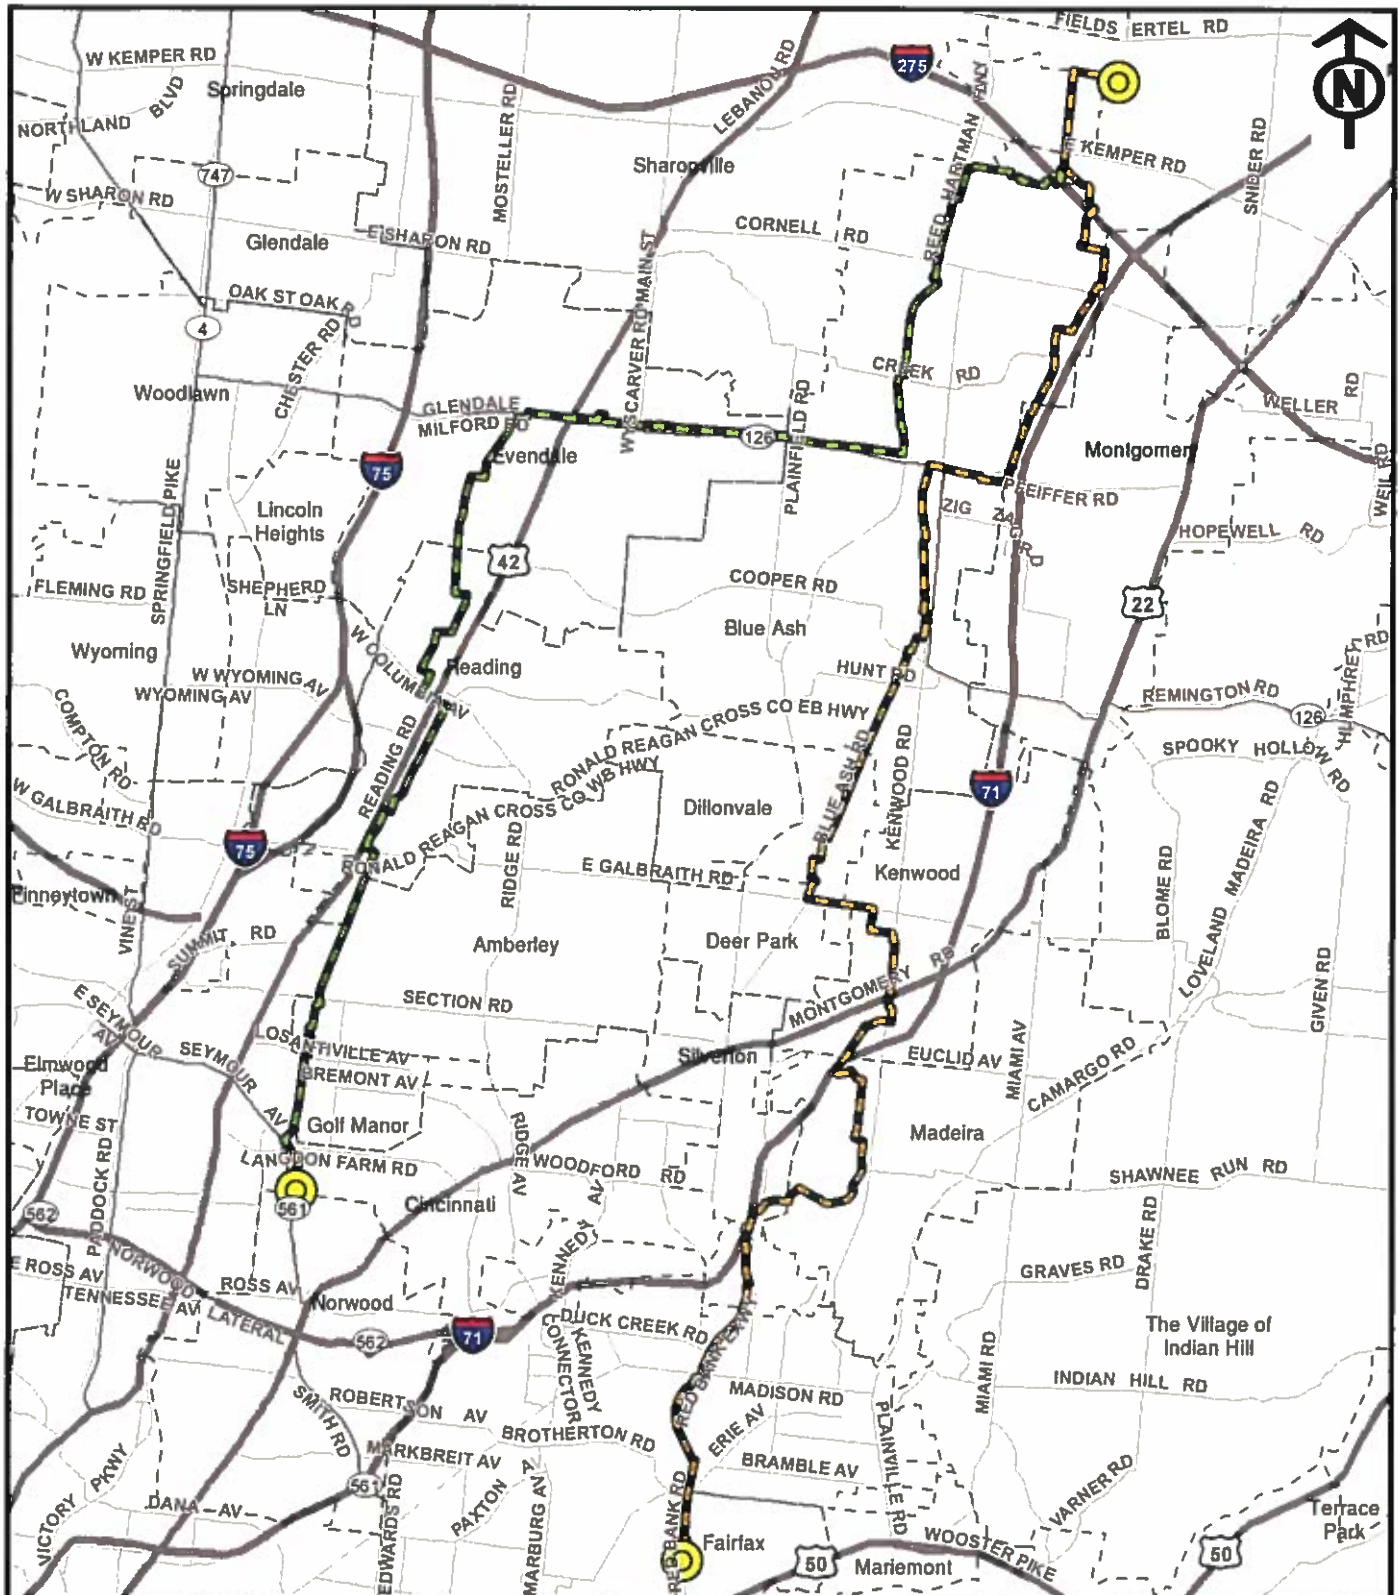 FIELDS ERTEL RD
W KEMPER RD
275
N
Springdale
BLVD
NORTHLAND
MOSTELLER RD
LEBANON RD
REED HARTMAN HWY
KEMPER RD
SNIDER RD
Sharonville
747
W SHARON RD
Glendale
E SHARON RD
CORNELL RD
OAK ST OAK RD
4
CHESTER RD
WYSCARVER RD MAIN ST
CREEK RD
Woodlawn
GLENDALE
MILFORD RD
126
PLAINFIELD RD
WELLER RD
Evendale
Montgomery
75
SPRINGFIELD PIKE
Lincoln
Heights
PFEIFFER RD
ZIG ZAG RD
WEIL RD
HOPEWELL RD
42
FLEMING RD
SHEPHERD
LN
COOPER RD
22
Blue Ash
Wyoming
W COLUMBIA AV
Reading
HUNT RD
W WYOMING AV
WYOMING AV
REMINGTON RD
126
HUMPHREY RD
COMPTON RD
READING RD
RONALD REAGAN CROSS CO EB HWY
RONALD REAGAN CROSS CO WB HWY
BLUE ASH RD
KENWOOD RD
SPOOKY HOLLOW RD
W GALBRAITH RD
71
Dillonvale
75
RIDGE RD
E GALBRAITH RD
Kenwood
Finneytown
VINE ST
BLOME RD
LOVELAND MADEIRA RD
SUMMIT RD
Amberley
Deer Park
MONTGOMERY RD
GIVEN RD
E SEYMOUR AV
SECTION RD
SEYMOUR AV
LOSANTIVILLE AV
Silverton
EUCLID AV
MIAMI AV
CAMARGO RD
Elmwood
Place
BREMONT AV
TOWNE ST
Golf Manor
Madeira
LANGDON FARM RD
RIDGE AV
WOODFORD RD
SHAWNEE RUN RD
PADDOCK RD
561
Cincinnati
562
KENNEDY AV
DRAKE RD
E ROSS AV
NORWOOD LATERAL
ROSS AV
GRAVES RD
TENNESSEE AV
Norwood
562
71
DUCK CREEK RD
RED BANK EXPY
The Village of
Indian Hill
KENNEDY
CONNECTOR
MADISON RD
MIAMI RD
INDIAN HILL RD
SMITH RD
ROBERTSON AV
BROTHERTON RD
ERIE AV
PLAINVILLE RD
MARKBREIT AV
BRAMBLE AV
VARNER RD
561
VICTORY PKWY
DANA AV
EDWARDS RD
PAXTON AV
MARBURG AV
RED BANK RD
Terrace
Park
Fairfax
WOOSTER PIKE
50
Mariemont
50